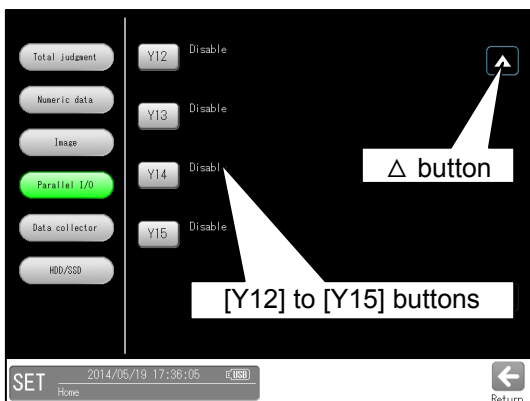 Total judgment
Numeric data
Image
Parallel I/O
Data collector
HDD/SSD
Y12 Disable
Y13 Disable
Y14 Disabl
Y15 Disable
△ button
[Y12] to [Y15] buttons
SET 2014/05/19 17:36:05 USB
Home
Return